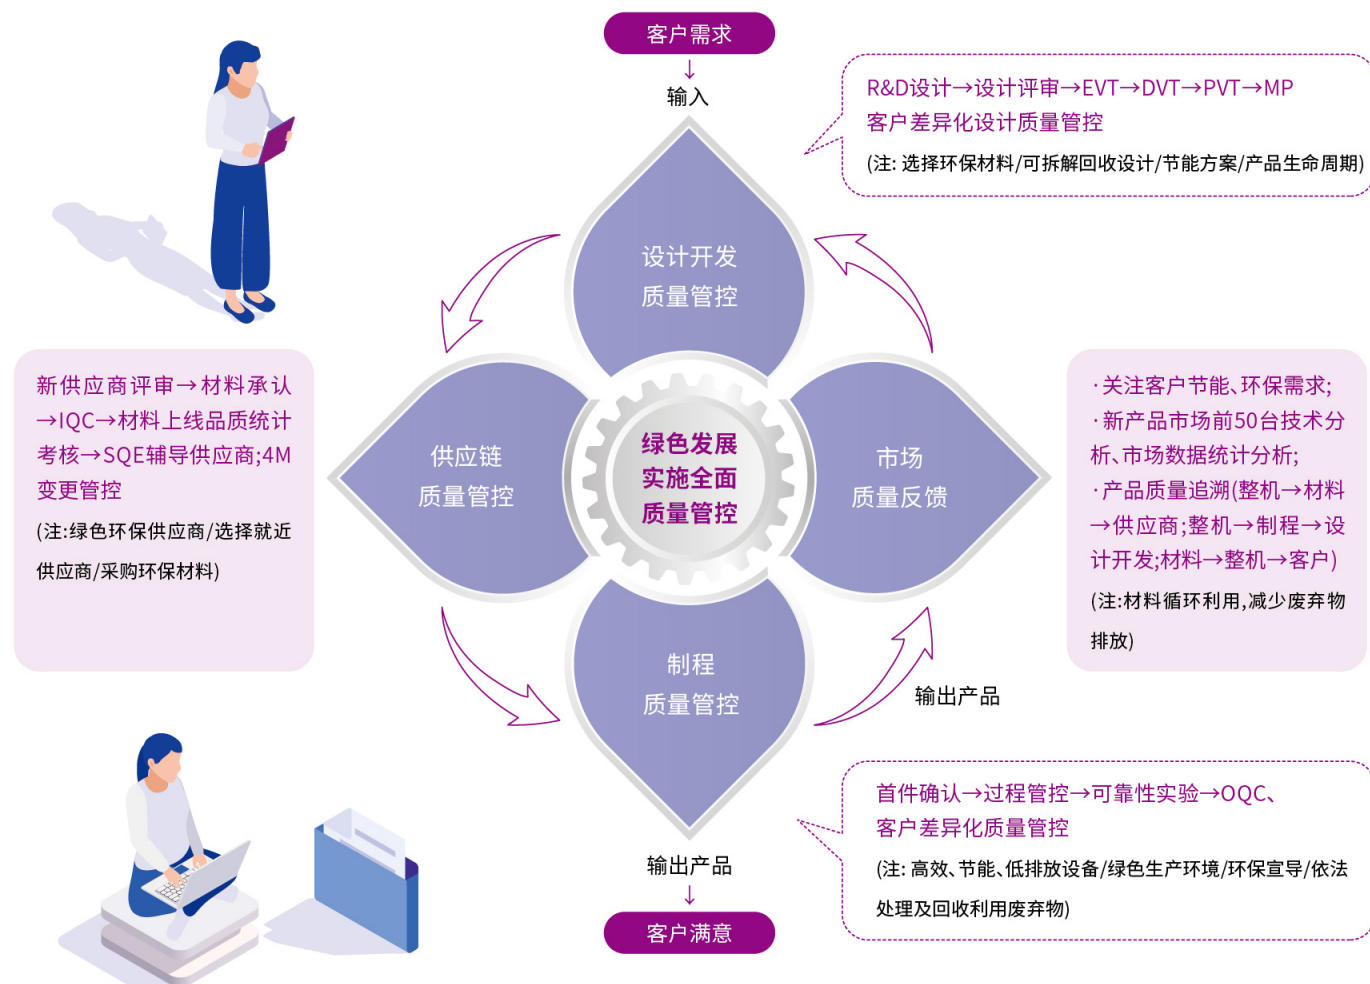 客户需求
输入
R&D设计→设计评审→EVT→DVT→PVT→MP
客户差异化设计质量管控
(注: 选择环保材料/可拆解回收设计/节能方案/产品生命周期)
设计开发
质量管控
新供应商评审→材料承认
→IQC→材料上线品质统计
考核→SQE辅导供应商;4M
变更管控
(注:绿色环保供应商/选择就近
供应商/采购环保材料)
供应链
质量管控
绿色发展
实施全面
质量管控
市场
质量反馈
·关注客户节能、环保需求;
·新产品市场前50台技术分
析、市场数据统计分析;
·产品质量追溯(整机→材料
→供应商;整机→制程→设
计开发;材料→整机→客户)
(注:材料循环利用,减少废弃物
排放)
制程
质量管控
输出产品
首件确认→过程管控→可靠性实验→OQC、
客户差异化质量管控
(注: 高效、节能、低排放设备/绿色生产环境/环保宣导/依法
处理及回收利用废弃物)
输出产品
客户满意